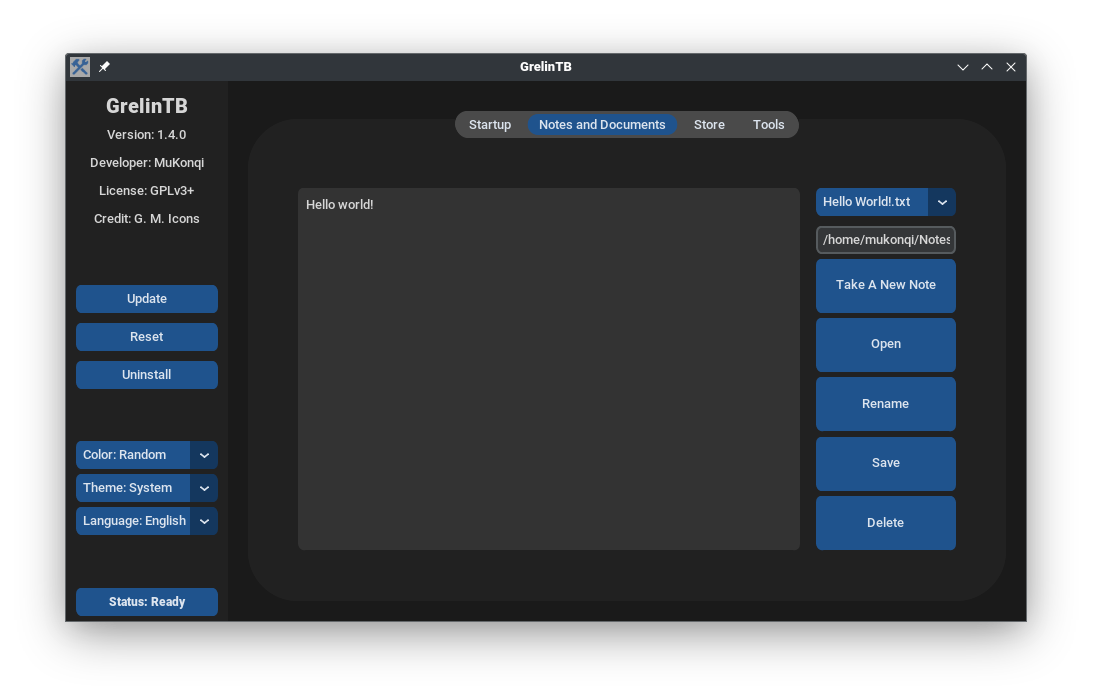 GrelinTB
GrelinTB
Version: 1.4.0
Developer: MuKonqi
License: GPLv3+
Credit: G. M. Icons
Update
Reset
Uninstall
Color: Random
Theme: System
Language: English
Status: Ready
Startup
Notes and Documents
Store
Tools
Hello world!
Hello World!.txt
/home/mukonqi/Notes
Take A New Note
Open
Rename
Save
Delete